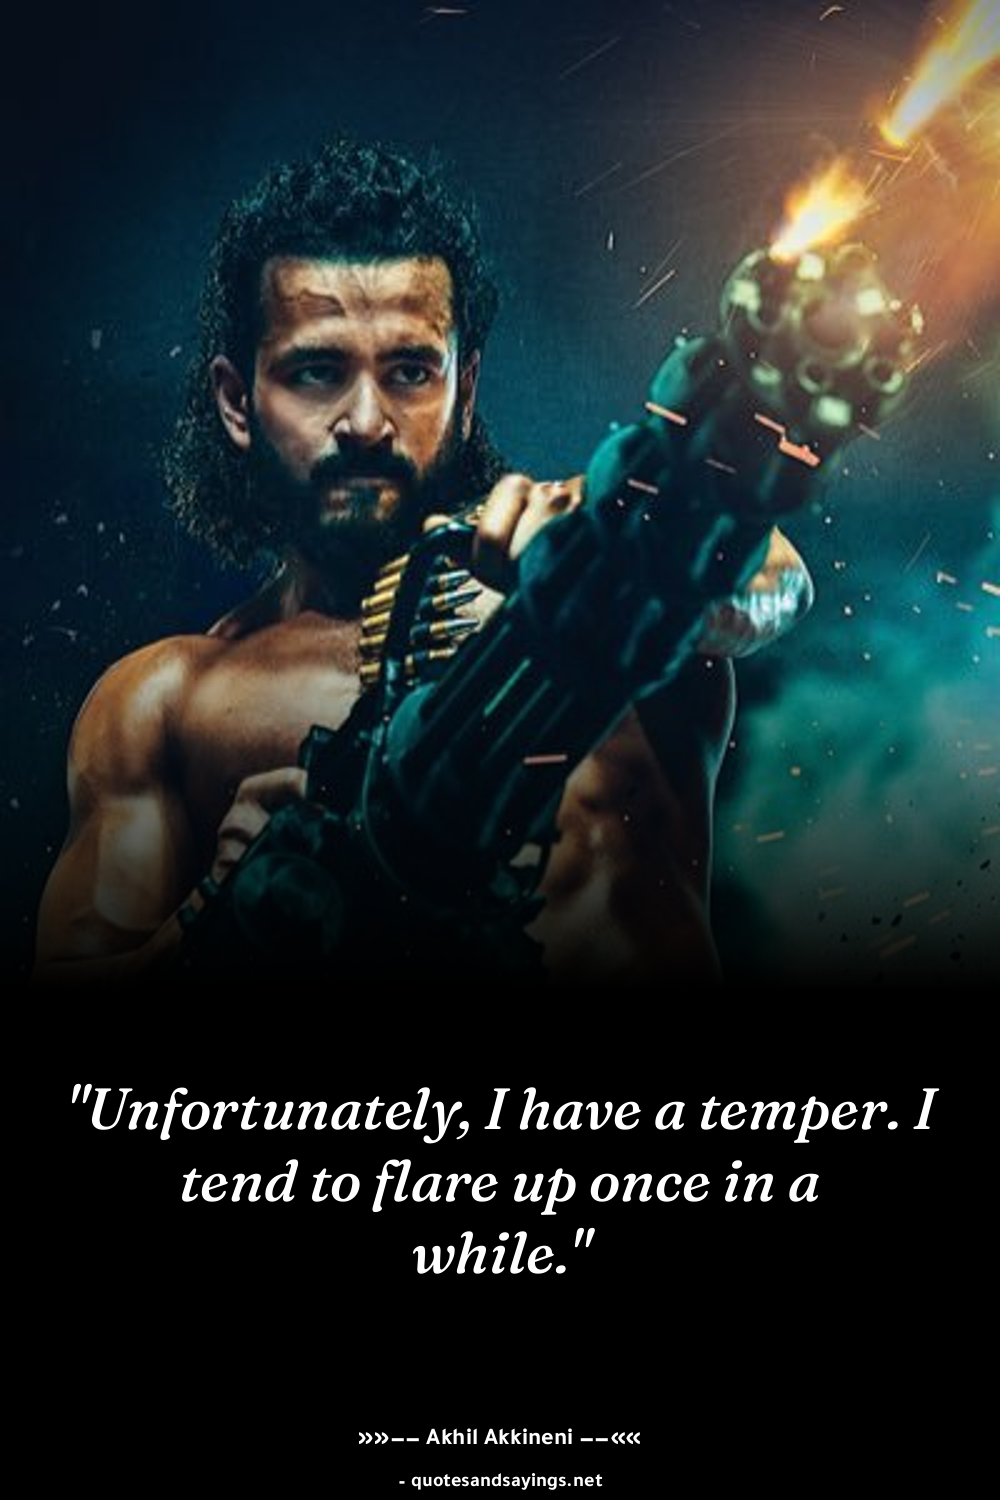 "Unfortunately, I have a temper. I
tend to flare up once in a
while."
»»–– Akhil Akkineni ––««
- quotesandsayings.net